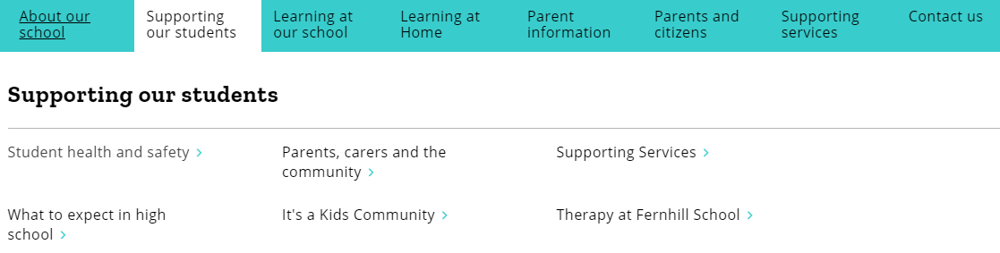 About our
school
Supporting
our students
Learning at
our school
Learning at
Home
Parent
information
Parents and
citizens
Supporting
services
Contact us
Supporting our students
Student health and safety
Parents, carers and the
community
Supporting Services
What to expect in high
school
It's a Kids Community
Therapy at Fernhill School